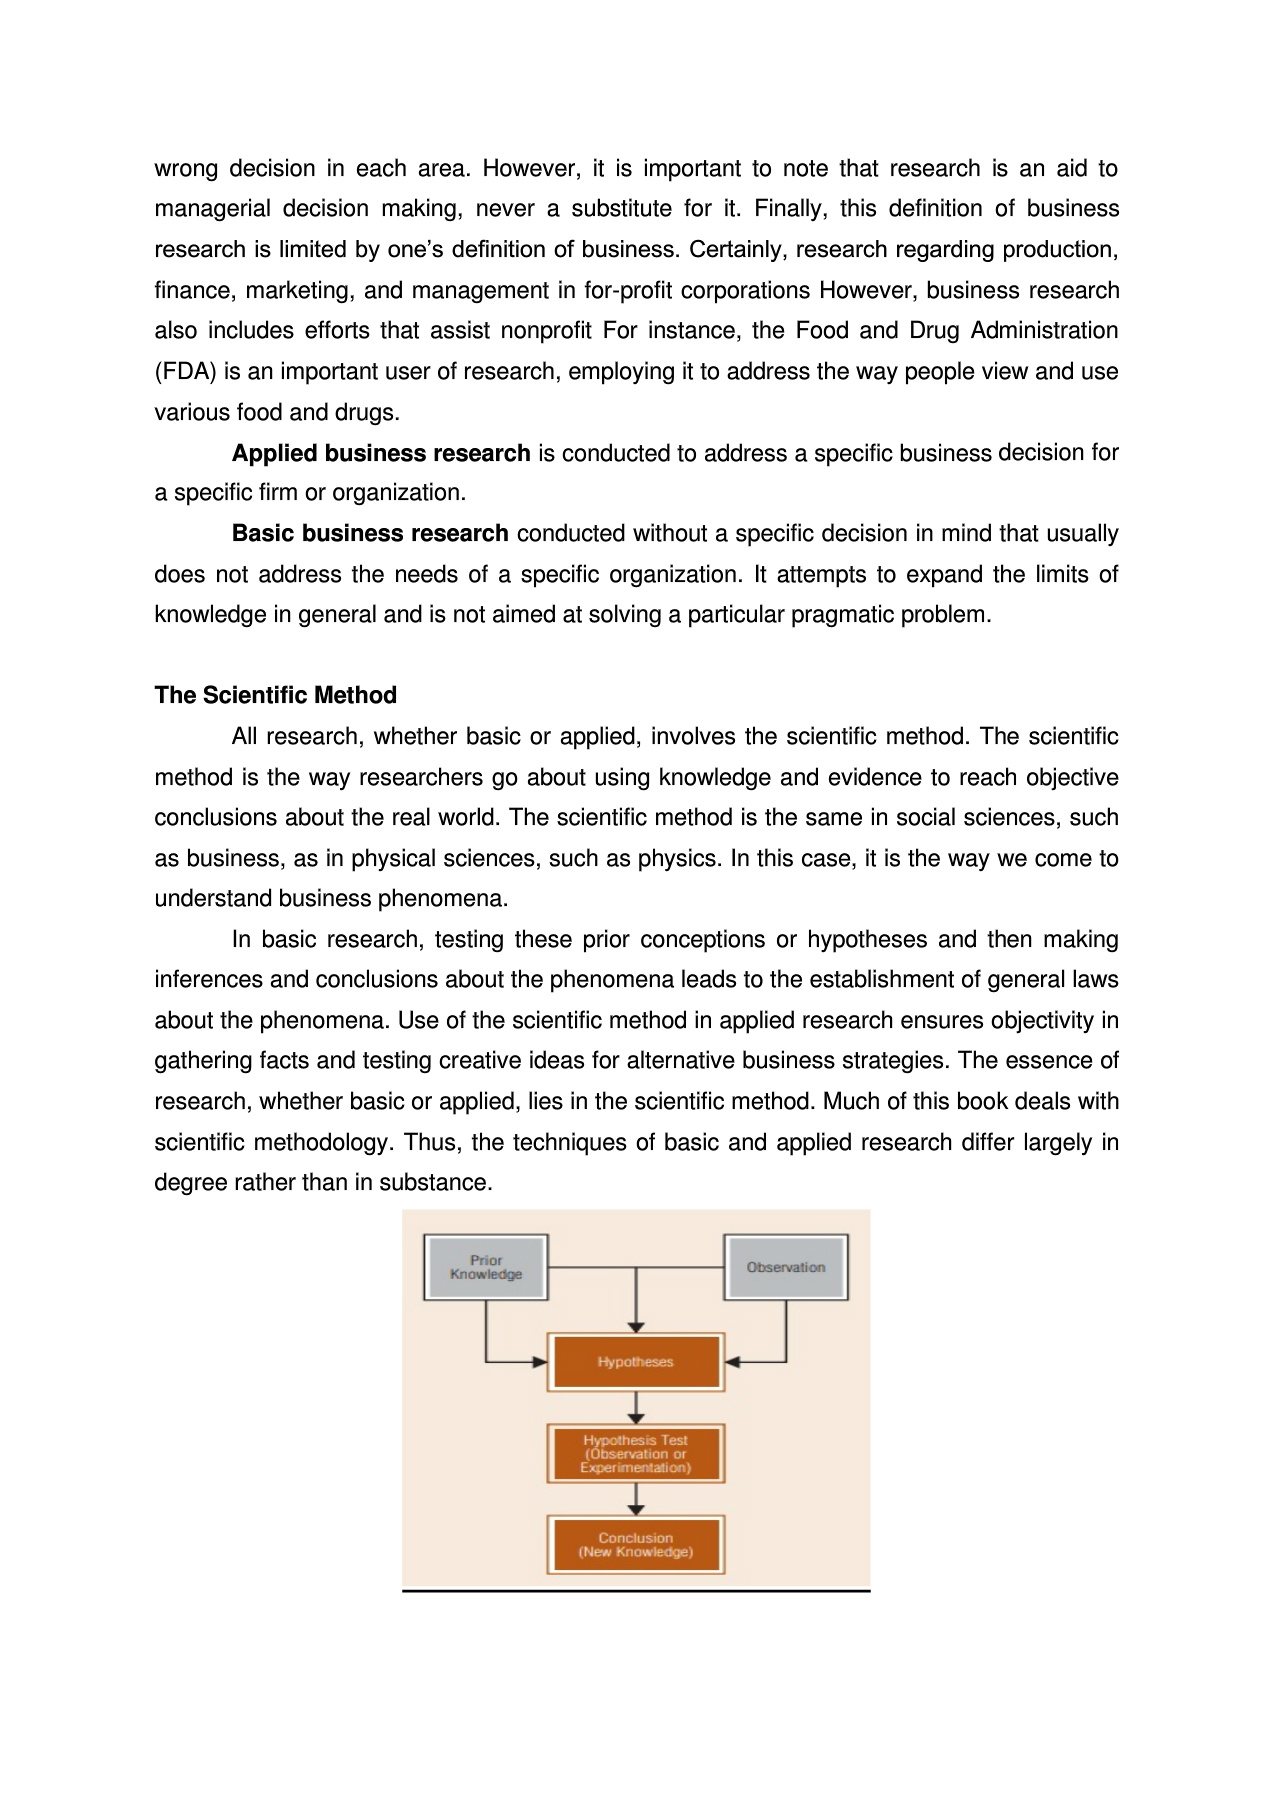 wrong decision in each area. However, it is important to note that research is an aid to
managerial decision making, never a substitute for it. Finally, this definition of business
research is limited by one’s definition of business. Certainly, research regarding production,
finance, marketing, and management in for-profit corporations However, business research
also includes efforts that assist nonprofit For instance, the Food and Drug Administration
(FDA) is an important user of research, employing it to address the way people view and use
various food and drugs.
Applied business research is conducted to address a specific business decision for
a specific firm or organization.
Basic business research conducted without a specific decision in mind that usually
does not address the needs of a specific organization. It attempts to expand the limits of
knowledge in general and is not aimed at solving a particular pragmatic problem.
The Scientific Method
All research, whether basic or applied, involves the scientific method. The scientific
method is the way researchers go about using knowledge and evidence to reach objective
conclusions about the real world. The scientific method is the same in social sciences, such
as business, as in physical sciences, such as physics. In this case, it is the way we come to
understand business phenomena.
In basic research, testing these prior conceptions or hypotheses and then making
inferences and conclusions about the phenomena leads to the establishment of general laws
about the phenomena. Use of the scientific method in applied research ensures objectivity in
gathering facts and testing creative ideas for alternative business strategies. The essence of
research, whether basic or applied, lies in the scientific method. Much of this book deals with
scientific methodology. Thus, the techniques of basic and applied research differ largely in
degree rather than in substance.
Prior
Knowledge
Observation
Hypotheses
Hypothesis Test
(Observation or
Experimentation)
Conclusion
(New Knowledge)